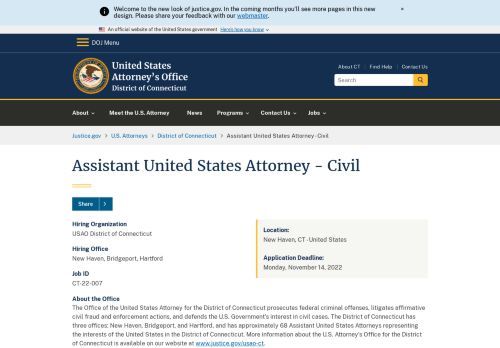 Welcome to the new look of justice.gov. In the coming months you'll see more pages in this new
design. Please share your feedback with our webmaster.
×
An official website of the United States government Here's how you know
DOJ Menu
United States
Attorney's Office
District of Connecticut
About CT Find Help Contact Us
Search
About Meet the U.S. Attorney News Programs Contact Us Jobs
Justice.gov > U.S. Attorneys > District of Connecticut > Assistant United States Attorney - Civil
Assistant United States Attorney - Civil
Share
Hiring Organization
USAO District of Connecticut
Hiring Office
New Haven, Bridgeport, Hartford
Job ID
CT-22-007
Location:
New Haven, CT - United States
Application Deadline:
Monday, November 14, 2022
About the Office
The Office of the United States Attorney for the District of Connecticut prosecutes federal criminal offenses, litigates affirmative
civil fraud and enforcement actions, and defends the U.S. Government's interest in civil cases. The District of Connecticut has
three offices: New Haven, Bridgeport, and Hartford, and has approximately 68 Assistant United States Attorneys representing
the interests of the United States in the District of Connecticut. More information about the U.S. Attorney's Office for the District
of Connecticut is available on our website at www.justice.gov/usao-ct.